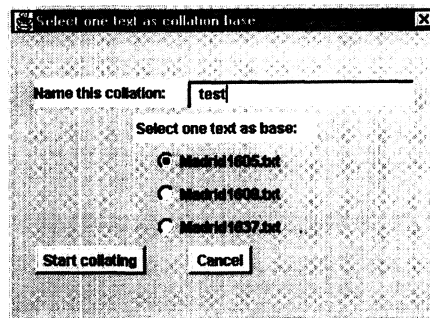 Select one text as collation base
Name this collation: test
Select one text as base:
Madrid1605.txt
Madrid1608.txt
Madrid1637.txt
Start collating Cancel